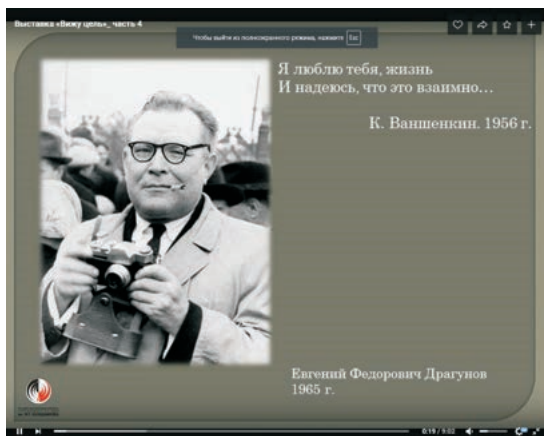 Выставка «Вижу цель»_ часть 4
Чтобы выйти из полноэкранного режима, нажмите Esc
Я люблю тебя, жизнь
И надеюсь, что это взаимно...
К. Ваншенкин. 1956 г.
Евгений Федорович Драгунов
1965 г.
0:19 / 9:02